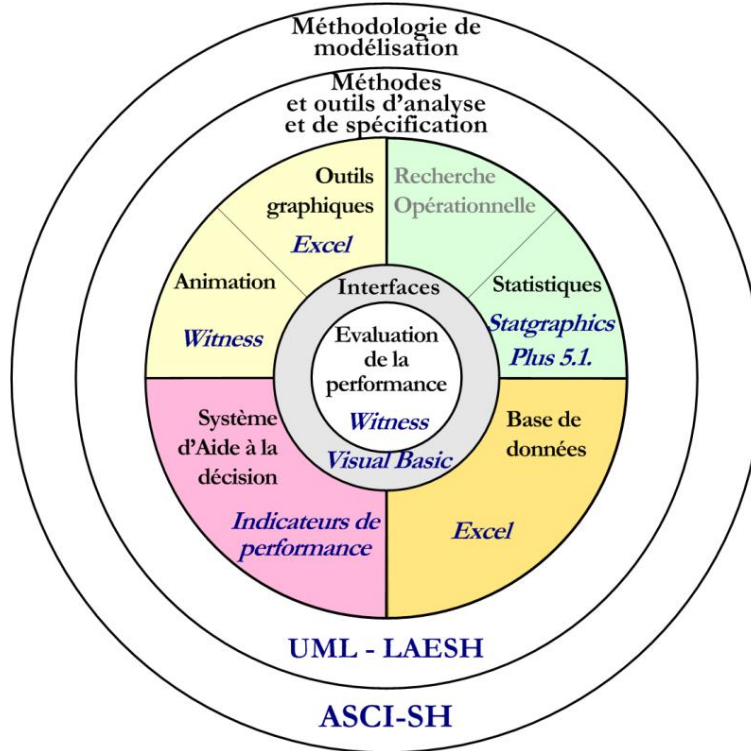 Méthodologie de
modélisation
Méthodes
et outils d'analyse
et de spécification
Outils
graphiques
Excel
Recherche
Opérationnelle
Animation
Witness
Statistiques
Statgraphics
Plus 5.1.
Interfaces
Evaluation
de la
performance
Witness
Visual Basic
Système
d'Aide à la
décision
Indicateurs de
performance
Base de
données
Excel
UML - LAESH
ASCI-SH